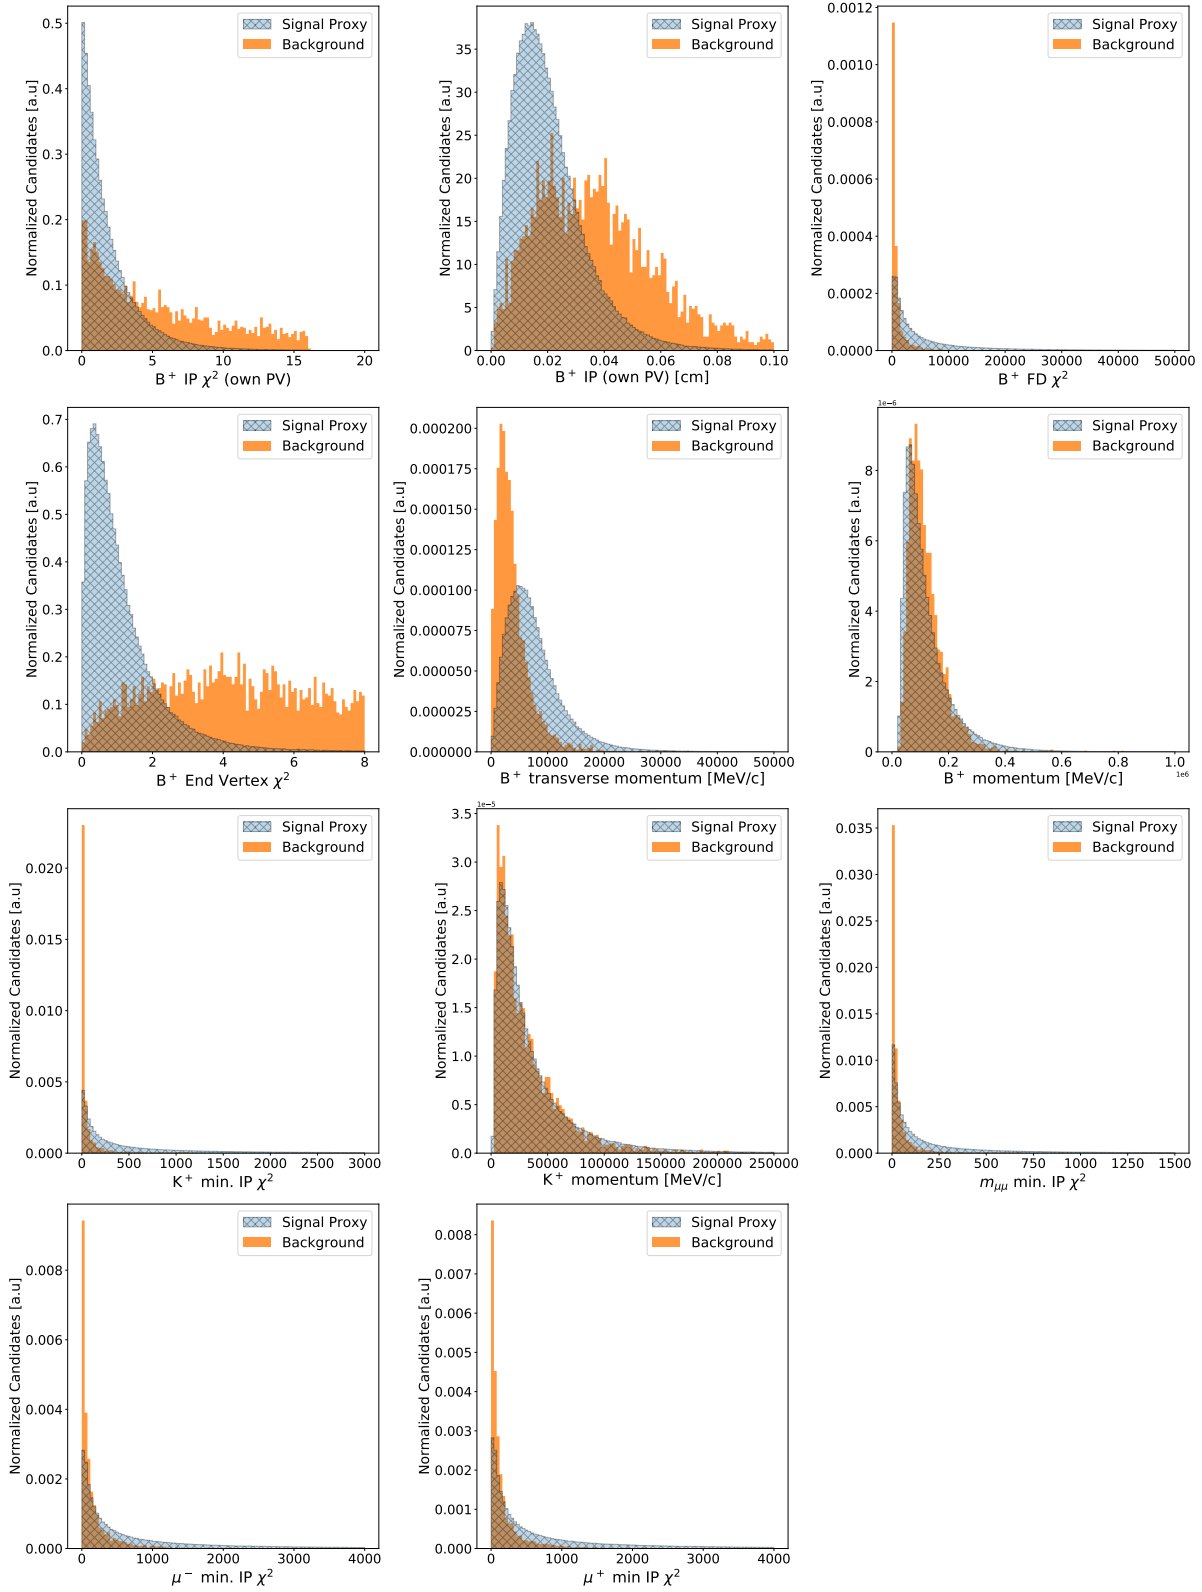 Signal Proxy
Background
Normalized Candidates [a.u]
0.5
0.4
0.3
0.2
0.1
0.0
0 5 10 15 20
B⁺ IP χ² (own PV)
Signal Proxy
Background
Normalized Candidates [a.u]
35
30
25
20
15
10
5
0
0.00 0.02 0.04 0.06 0.08 0.10
B⁺ IP (own PV) [cm]
Signal Proxy
Background
Normalized Candidates [a.u]
0.0012
0.0010
0.0008
0.0006
0.0004
0.0002
0.0000
0 10000 20000 30000 40000 50000
B⁺ FD χ²
Signal Proxy
Background
Normalized Candidates [a.u]
0.7
0.6
0.5
0.4
0.3
0.2
0.1
0.0
0 2 4 6 8
B⁺ End Vertex χ²
Signal Proxy
Background
Normalized Candidates [a.u]
0.000200
0.000175
0.000150
0.000125
0.000100
0.000075
0.000050
0.000025
0.000000
0 10000 20000 30000 40000 50000
B⁺ transverse momentum [MeV/c]
1e-6
Signal Proxy
Background
Normalized Candidates [a.u]
8
6
4
2
0
0.0 0.2 0.4 0.6 0.8 1.0
1e6
B⁺ momentum [MeV/c]
Signal Proxy
Background
Normalized Candidates [a.u]
0.020
0.015
0.010
0.005
0.000
0 500 1000 1500 2000 2500 3000
K⁺ min. IP χ²
1e-5
Signal Proxy
Background
Normalized Candidates [a.u]
3.5
3.0
2.5
2.0
1.5
1.0
0.5
0.0
0 50000 100000 150000 200000 250000
K⁺ momentum [MeV/c]
Signal Proxy
Background
Normalized Candidates [a.u]
0.035
0.030
0.025
0.020
0.015
0.010
0.005
0.000
0 250 500 750 1000 1250 1500
m_μμ min. IP χ²
Signal Proxy
Background
Normalized Candidates [a.u]
0.008
0.006
0.004
0.002
0.000
0 1000 2000 3000 4000
μ⁻ min. IP χ²
Signal Proxy
Background
Normalized Candidates [a.u]
0.008
0.007
0.006
0.005
0.004
0.003
0.002
0.001
0.000
0 1000 2000 3000 4000
μ⁺ min IP χ²